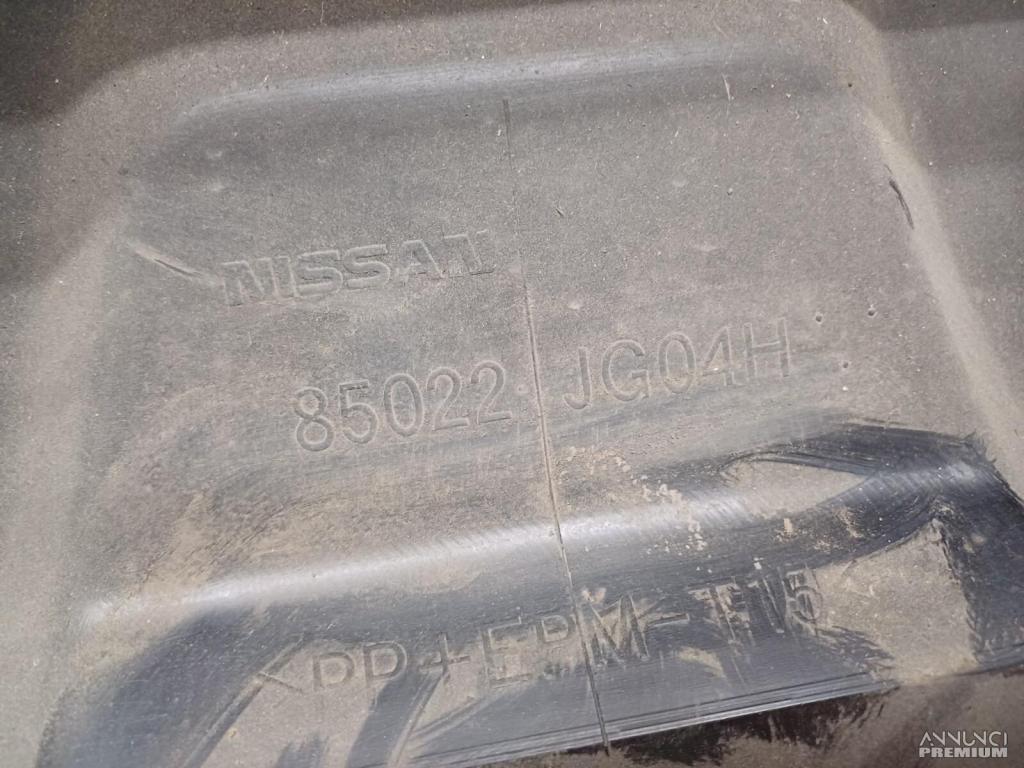 NISSAN
85022 JG04H
<PP+EPM-T15
ANNUNCI
PREMIUM